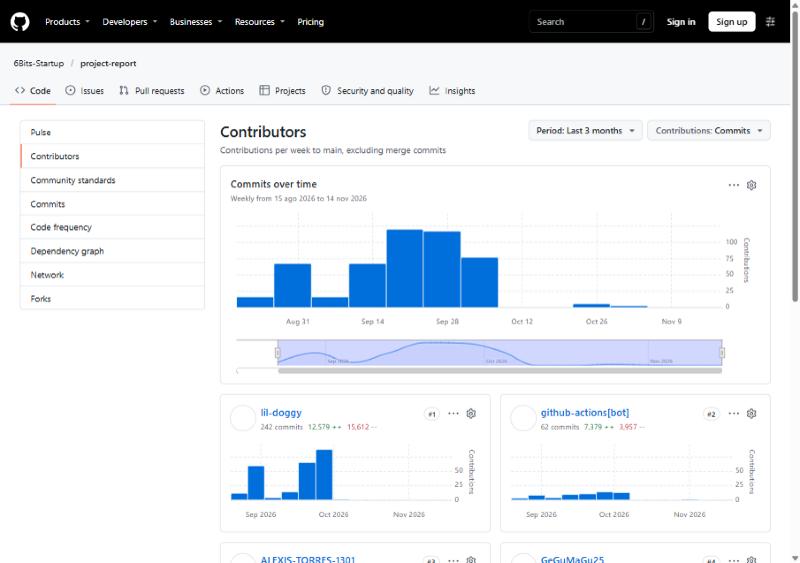 Products Developers Businesses Resources Pricing Search / Sign in Sign up
6Bits-Startup / project-report
Code Issues Pull requests Actions Projects Security and quality Insights
Pulse
Contributors
Community standards
Commits
Code frequency
Dependency graph
Network
Forks
Contributors
Period: Last 3 months Contributions: Commits
Contributions per week to main, excluding merge commits
Commits over time
Weekly from 15 ago 2026 to 14 nov 2026
100
75
50
25
0
Contributions
Aug 31 Sep 14 Sep 28 Oct 12 Oct 26 Nov 9
Sep 2026 Oct 2026 Nov 2026
lil-doggy #1
242 commits 12,579 ++ 15,612 --
50
25
0
Contributions
Sep 2026 Oct 2026 Nov 2026
github-actions[bot] #2
62 commits 7,379 ++ 3,957 --
50
25
0
Contributions
Sep 2026 Oct 2026 Nov 2026
ALEXIS-TORRES-1301 #3
GeGuMaGu25 #4